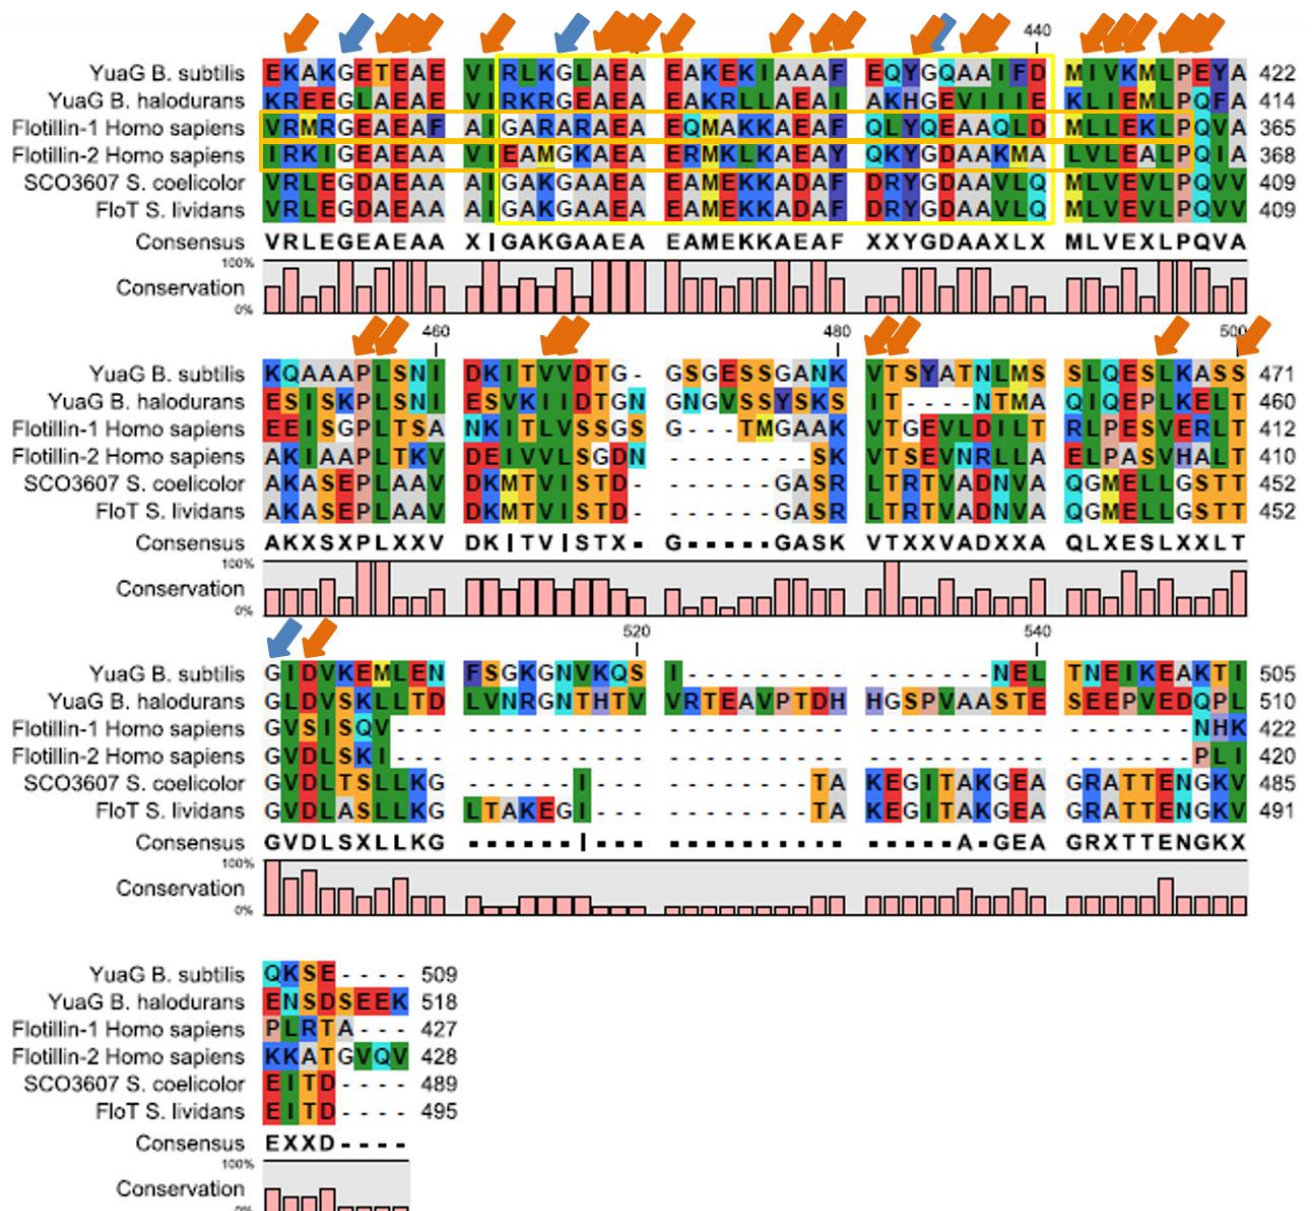 440
YuaG B. subtilis EKAKGETEAE VIRLKGLAEA EAKEKIAAAF EQYGQAAIFD MIVKMLPEYA 422
YuaG B. halodurans KREEGLAEAE VIRKRGEAEA EAKRLLAEAI AKHGEVIIIE KLIEMLPQFA 414
Flotillin-1 Homo sapiens VRMRGEAEAF AIGARARAEA EQMAKKAEAF QLYQEAAQLD MLLEKLPQVA 365
Flotillin-2 Homo sapiens IRKIGEAEAA VIEAMGKAEA ERMKLKAEAY QKYGDAAKMA LVLEALPQIA 368
SCO3607 S. coelicolor VRLEGDAEAA AIGAKGAAEA EAMEKKADAF DRYGDAAVLQ MLVEVLPQVV 409
FloT S. lividans VRLEGDAEAA AIGAKGAAEA EAMEKKADAF DRYGDAAVLQ MLVEVLPQVV 409
Consensus VRLEGEAEAA XIGAKGAAEA EAMEKKAEAF XXYGDAAXLX MLVEXLPQVA
100%
Conservation
0%
460 480 500
YuaG B. subtilis KQAAAPLSNI DKITVVDTG- GSGESSGANK VTSYATNLMS SLQESLKASS 471
YuaG B. halodurans ESISKPLSNI ESVKIIDTGN GNGVSSYSKS IT----NTMA QIQEPLKELT 460
Flotillin-1 Homo sapiens EEISGPLTSA NKITLVSSGS G---TMGAAK VTGEVLDILT RLPESVERLT 412
Flotillin-2 Homo sapiens AKIAAPLTKV DEIVVLSGDN --------SK VTSEVNRLLA ELPASVHALT 410
SCO3607 S. coelicolor AKASEPLAAV DKMTVISTD- ------GASR LTRTVADNVA QGMELLGSTT 452
FloT S. lividans AKASEPLAAV DKMTVISTD- ------GASR LTRTVADNVA QGMELLGSTT 452
Consensus AKXSXPLXXV DKITVISTX- G-----GASK VTXXVADXXA QLXESLXXLT
100%
Conservation
0%
520 540
YuaG B. subtilis GIDVKEMLEN FSGKGNVKQS I--------- -------NEL TNEIKEAKTI 505
YuaG B. halodurans GLDVSKLLTD LVNRGNTHTV VRTEAVPTDH HGSPVAASTE SEEPVEDQPL 510
Flotillin-1 Homo sapiens GVSISQV--- ---------- ---------- ---------- -------NHK 422
Flotillin-2 Homo sapiens GVDLSKI--- ---------- ---------- ---------- -------PLI 420
SCO3607 S. coelicolor GVDLTSLLKG ------I--- --------TA KEGITAKGEA GRATTENGKV 485
FloT S. lividans GVDLASLLKG LTAKEGI--- --------TA KEGITAKGEA GRATTENGKV 491
Consensus GVDLSXLLKG ------I--- ---------- -----A-GEA GRXTTENGKX
100%
Conservation
0%
YuaG B. subtilis QKSE---- 509
YuaG B. halodurans ENSDSEEK 518
Flotillin-1 Homo sapiens PLRTA--- 427
Flotillin-2 Homo sapiens KKATGVQV 428
SCO3607 S. coelicolor EITD---- 489
FloT S. lividans EITD---- 495
Consensus EXXD----
100%
Conservation
0%